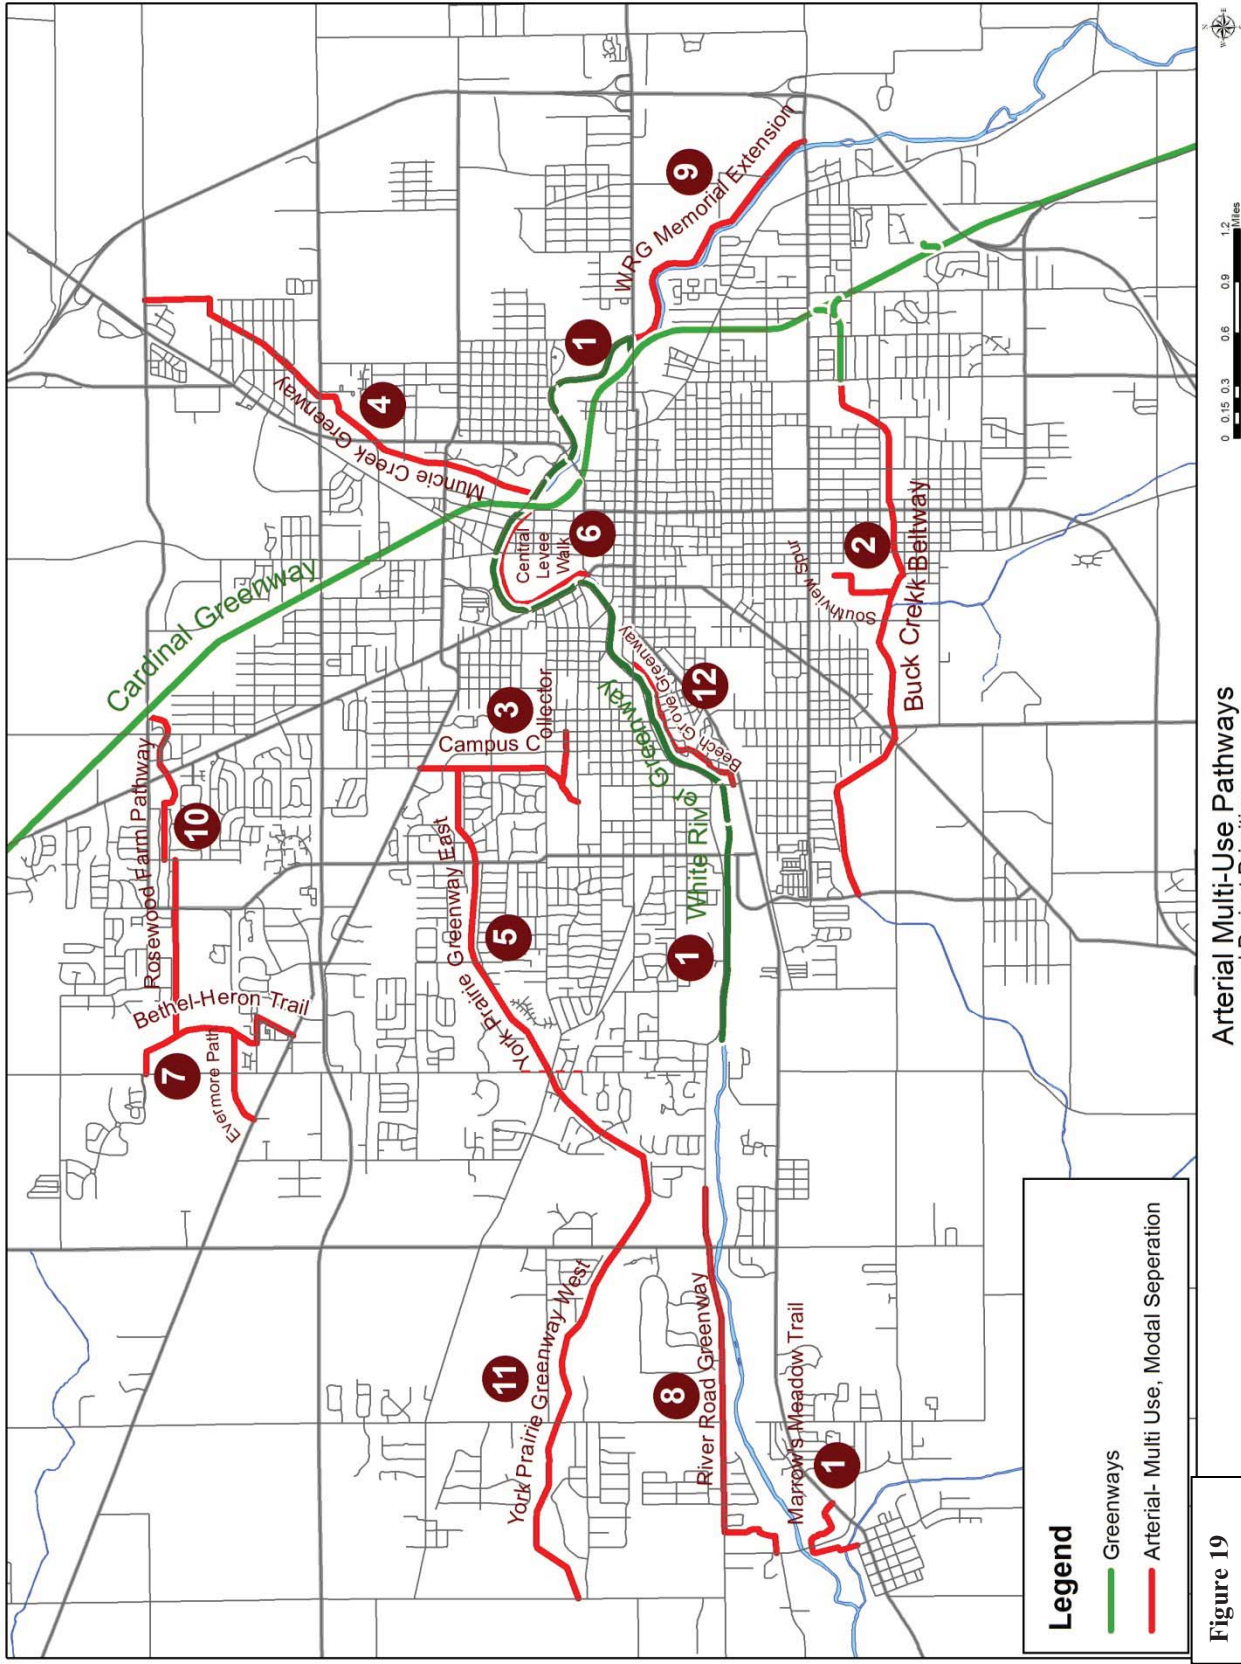 Cardinal Greenway
Rosewood Farm Pathway
10
Bethel-Heron Trail
7
Evermore Path
Muncie Creek Greenway
4
Campus Collector
3
York Prairie Greenway East
5
Central
Levee
Walk
6
1
WRG Memorial Extension
9
White River Greenway
1
Beech Grove Greenway
12
York Prairie Greenway West
11
River Road Greenway
8
Marrow's Meadow Trail
1
Southview Spur
2
Buck Crekk Beltway
Legend
Greenways
Arterial- Multi Use, Modal Seperation
Figure 19
Arterial Multi-Use Pathways
0 0.15 0.3 0.6 0.9 1.2
Miles
N
E
S
W